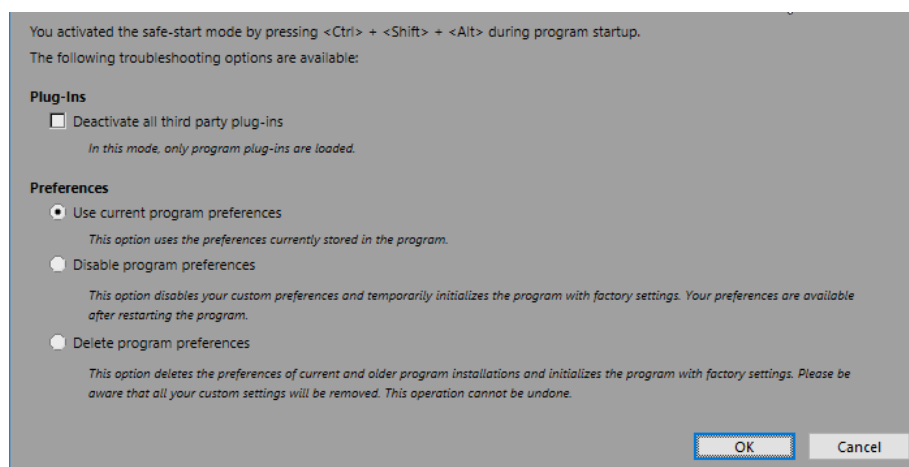 You activated the safe-start mode by pressing <Ctrl> + <Shift> + <Alt> during program startup.
The following troubleshooting options are available:
Plug-Ins
Deactivate all third party plug-ins
In this mode, only program plug-ins are loaded.
Preferences
Use current program preferences
This option uses the preferences currently stored in the program.
Disable program preferences
This option disables your custom preferences and temporarily initializes the program with factory settings. Your preferences are available
after restarting the program.
Delete program preferences
This option deletes the preferences of current and older program installations and initializes the program with factory settings. Please be
aware that all your custom settings will be removed. This operation cannot be undone.
OK Cancel